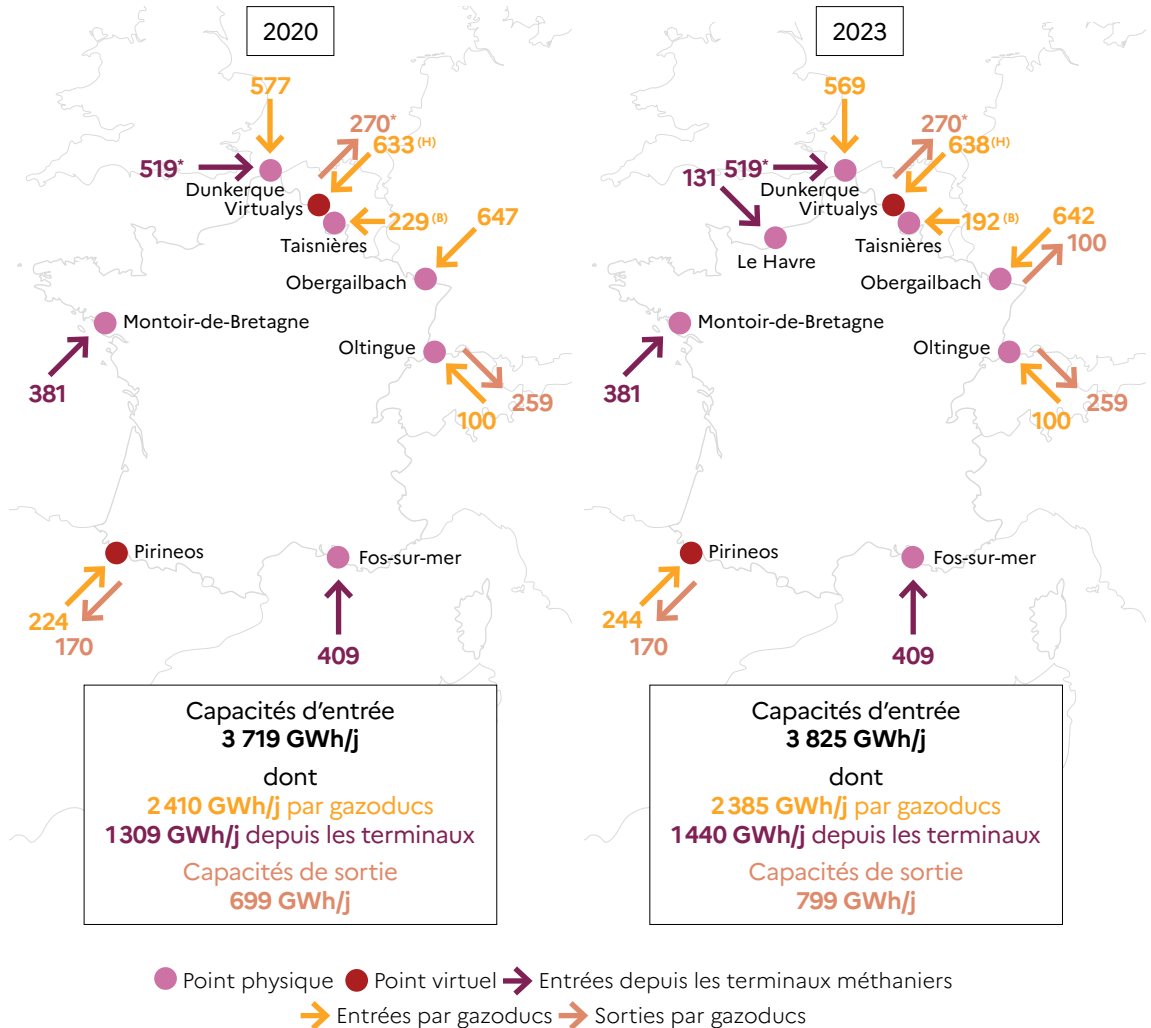 2020
577
270*
633 (H)
519*
Dunkerque
Virtualys
229 (B)
647
Taisnières
Obergailbach
Montoir-de-Bretagne
Oltingue
381
259
100
Pirineos
Fos-sur-mer
224
170
409
Capacités d'entrée
3 719 GWh/j
dont
2 410 GWh/j par gazoducs
1 309 GWh/j depuis les terminaux
Capacités de sortie
699 GWh/j
2023
569
270*
638 (H)
519*
131
Dunkerque
Virtualys
192 (B)
642
Taisnières
100
Le Havre
Obergailbach
Montoir-de-Bretagne
Oltingue
381
259
100
Pirineos
Fos-sur-mer
244
170
409
Capacités d'entrée
3 825 GWh/j
dont
2 385 GWh/j par gazoducs
1 440 GWh/j depuis les terminaux
Capacités de sortie
799 GWh/j
Point physique Point virtuel Entrées depuis les terminaux méthaniers
Entrées par gazoducs Sorties par gazoducs